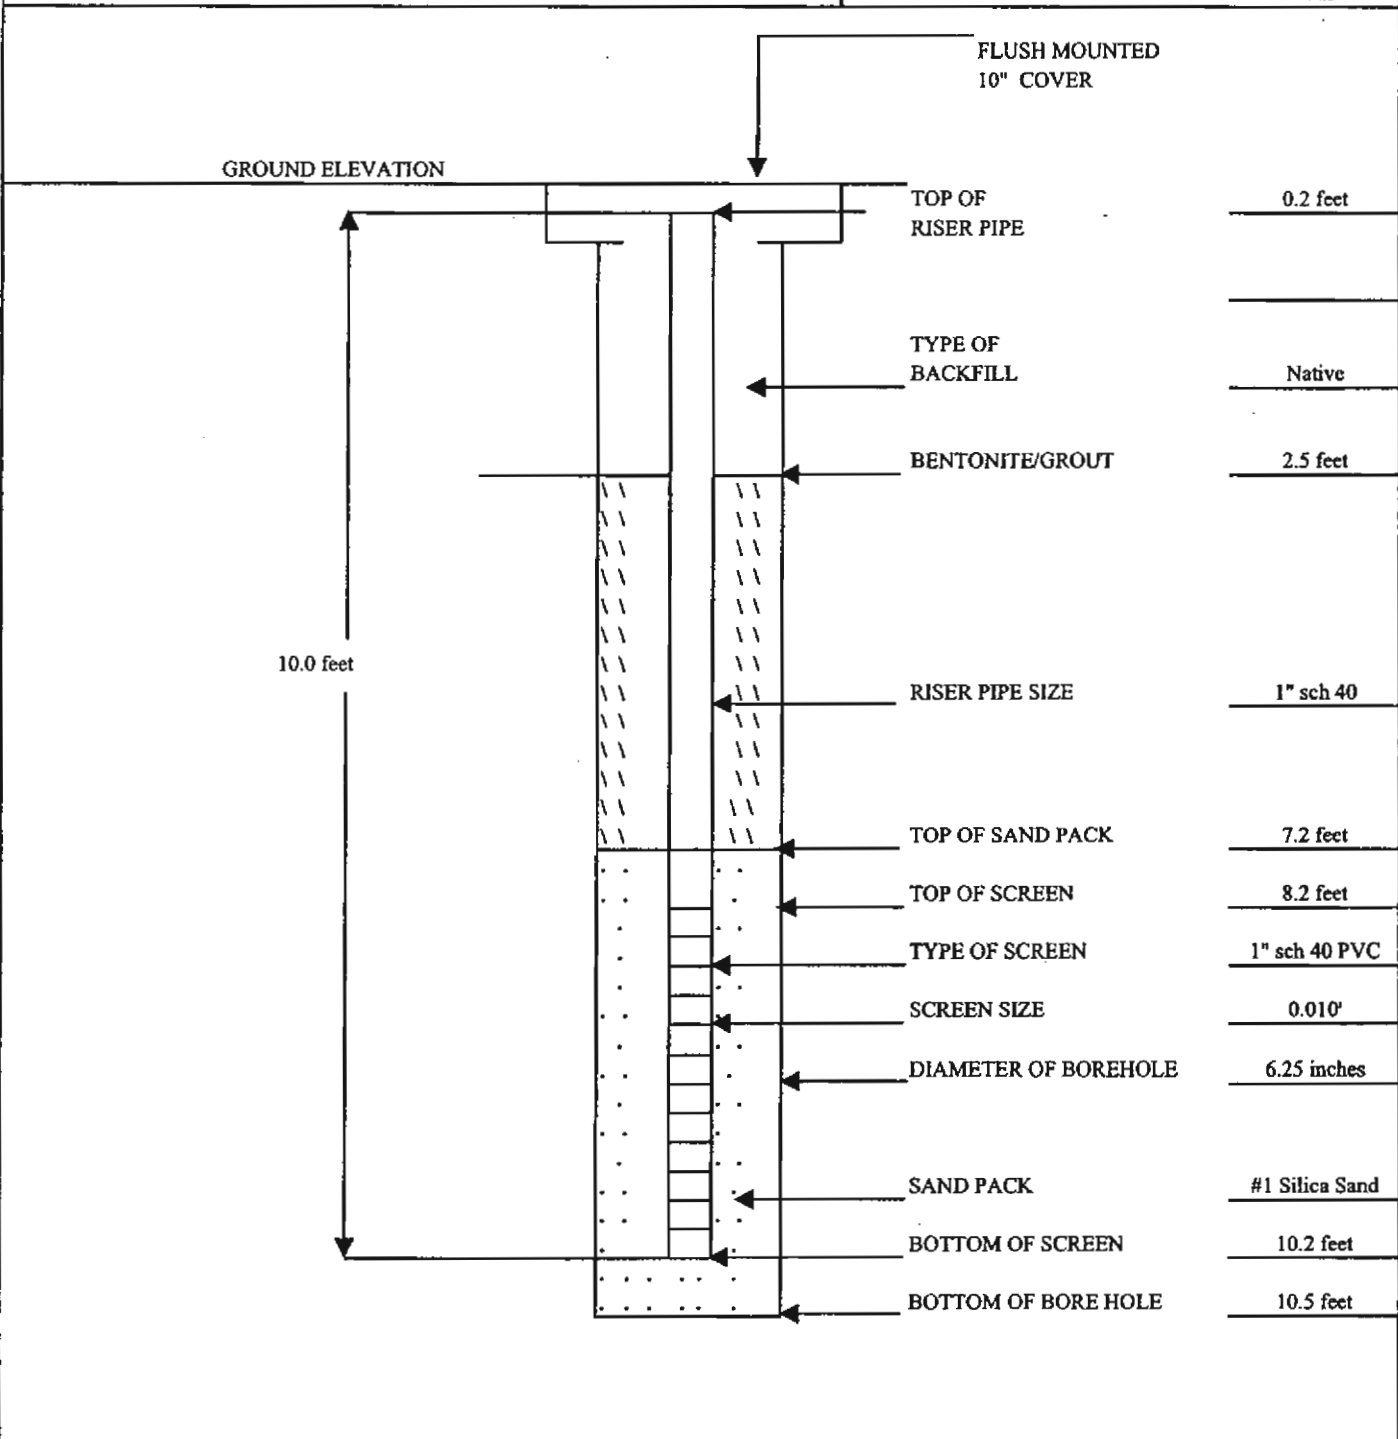 FLUSH MOUNTED
10" COVER
GROUND ELEVATION
TOP OF
RISER PIPE
0.2 feet
TYPE OF
BACKFILL
Native
BENTONITE/GROUT
2.5 feet
10.0 feet
RISER PIPE SIZE
1" sch 40
TOP OF SAND PACK
7.2 feet
TOP OF SCREEN
8.2 feet
TYPE OF SCREEN
1" sch 40 PVC
SCREEN SIZE
0.010'
DIAMETER OF BOREHOLE
6.25 inches
SAND PACK
#1 Silica Sand
BOTTOM OF SCREEN
10.2 feet
BOTTOM OF BORE HOLE
10.5 feet